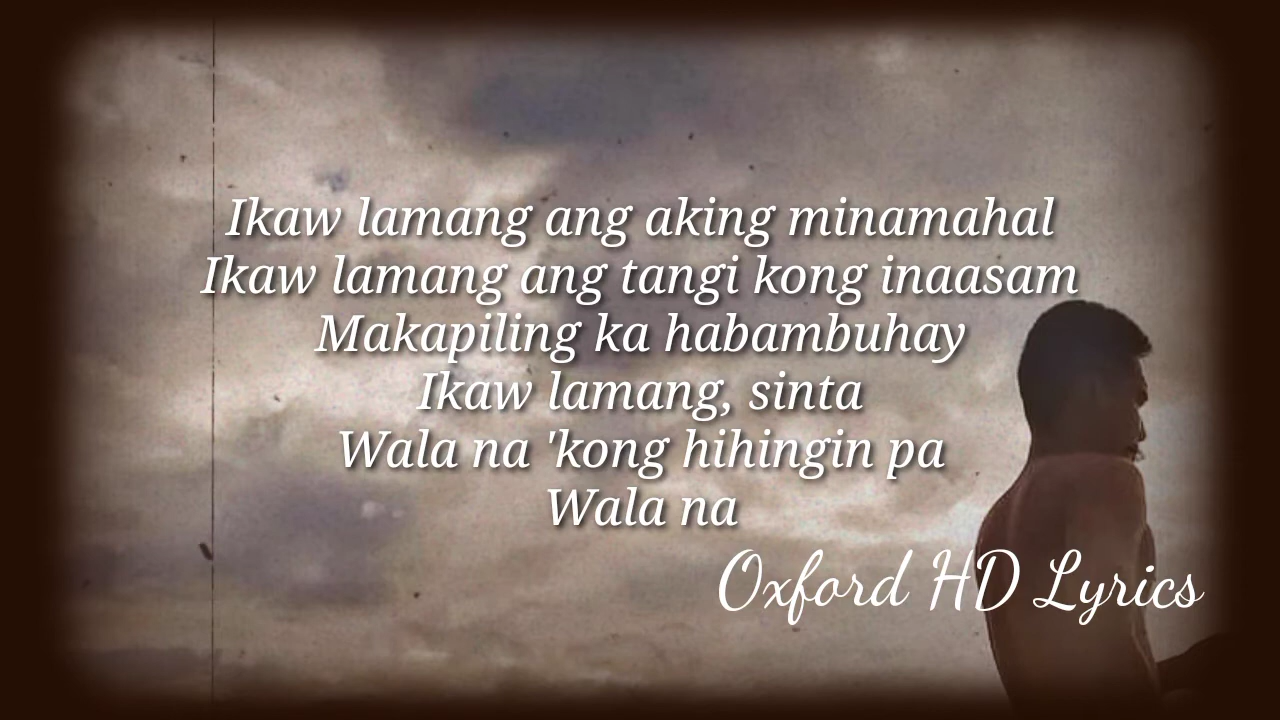 Ikaw lamang ang aking minamahal
Ikaw lamang ang tangi kong inaasam
Makapiling ka habambuhay
Ikaw lamang, sinta
Wala na 'kong hihingin pa
Wala na
Oxford HD Lyrics